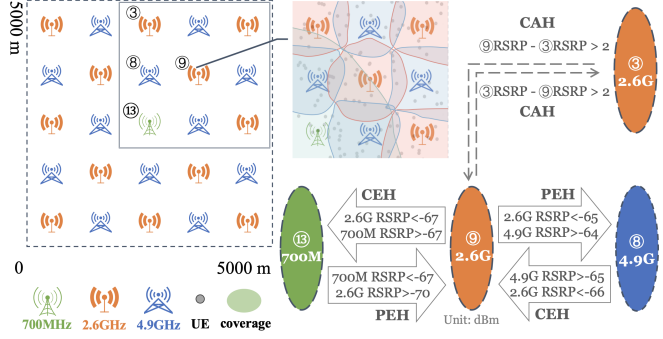 5000 m
③
⑧
⑨
⑬
0
5000 m
700MHz
2.6GHz
4.9GHz
UE
coverage
CAH
⑨RSRP - ③RSRP > 2
③RSRP - ⑨RSRP > 2
CAH
③
2.6G
CEH
2.6G RSRP<-67
700M RSRP>-67
PEH
2.6G RSRP<-65
4.9G RSRP>-64
⑬
700M
⑨
2.6G
⑧
4.9G
700M RSRP<-67
2.6G RSRP>-70
PEH
4.9G RSRP>-65
2.6G RSRP<-66
CEH
Unit: dBm